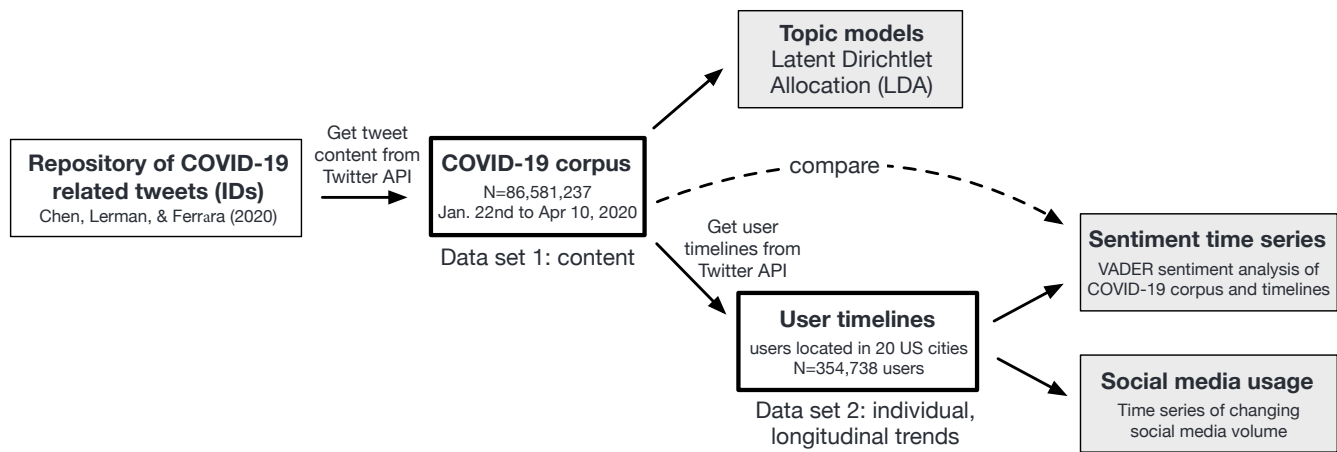 Repository of COVID-19
related tweets (IDs)
Chen, Lerman, & Ferrara (2020)
Get tweet
content from
Twitter API
COVID-19 corpus
N=86,581,237
Jan. 22nd to Apr 10, 2020
Data set 1: content
Topic models
Latent Dirichtlet
Allocation (LDA)
compare
Get user
timelines from
Twitter API
User timelines
users located in 20 US cities
N=354,738 users
Data set 2: individual,
longitudinal trends
Sentiment time series
VADER sentiment analysis of
COVID-19 corpus and timelines
Social media usage
Time series of changing
social media volume